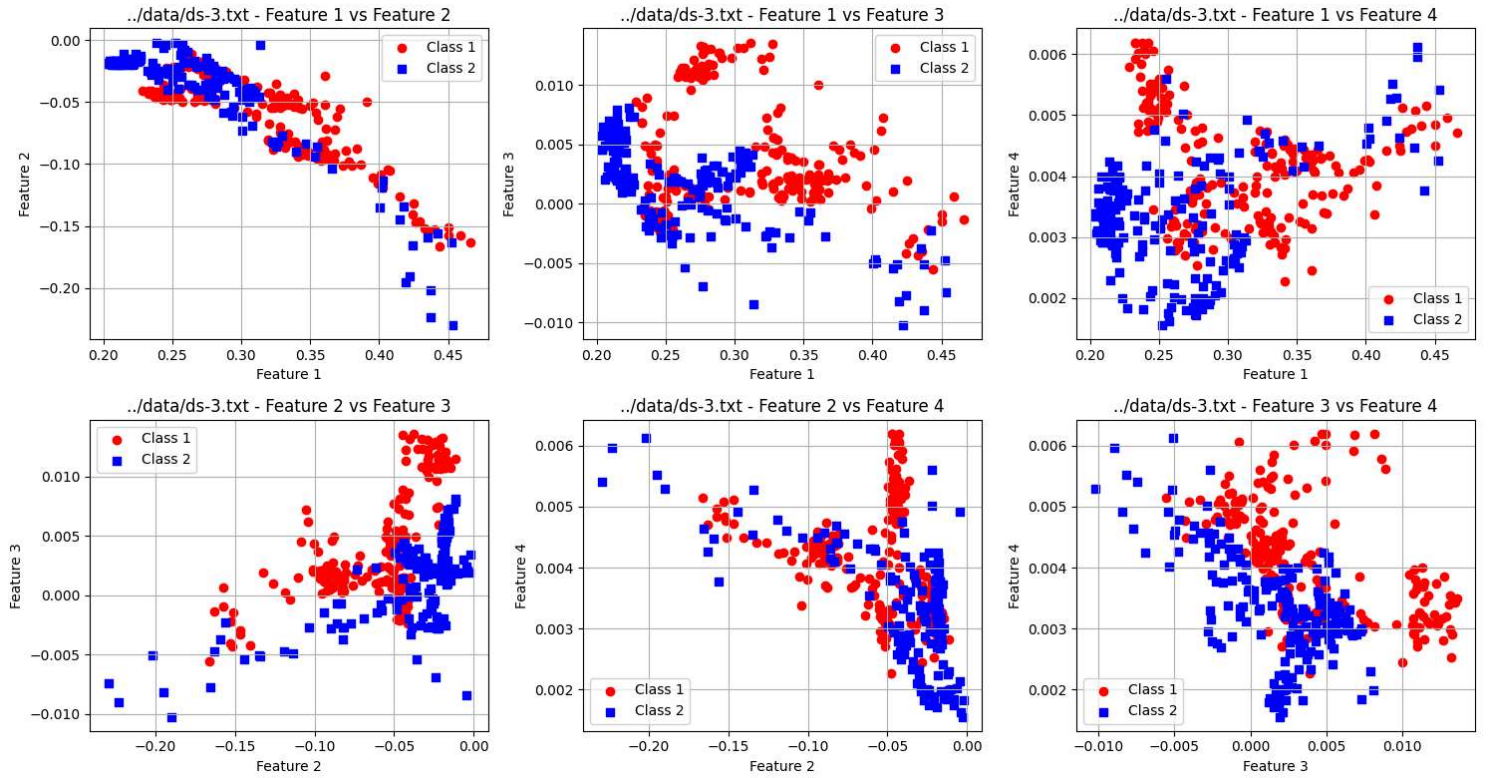 ../data/ds-3.txt - Feature 1 vs Feature 2
0.00
−0.05
−0.10
−0.15
−0.20
Feature 2
Class 1
Class 2
0.20 0.25 0.30 0.35 0.40 0.45
Feature 1
../data/ds-3.txt - Feature 1 vs Feature 3
0.010
0.005
0.000
−0.005
−0.010
Feature 3
Class 1
Class 2
0.20 0.25 0.30 0.35 0.40 0.45
Feature 1
../data/ds-3.txt - Feature 1 vs Feature 4
0.006
0.005
0.004
0.003
0.002
Feature 4
Class 1
Class 2
0.20 0.25 0.30 0.35 0.40 0.45
Feature 1
../data/ds-3.txt - Feature 2 vs Feature 3
0.010
0.005
0.000
−0.005
−0.010
Feature 3
Class 1
Class 2
−0.20 −0.15 −0.10 −0.05 0.00
Feature 2
../data/ds-3.txt - Feature 2 vs Feature 4
0.006
0.005
0.004
0.003
0.002
Feature 4
Class 1
Class 2
−0.20 −0.15 −0.10 −0.05 0.00
Feature 2
../data/ds-3.txt - Feature 3 vs Feature 4
0.006
0.005
0.004
0.003
0.002
Feature 4
Class 1
Class 2
−0.010 −0.005 0.000 0.005 0.010
Feature 3